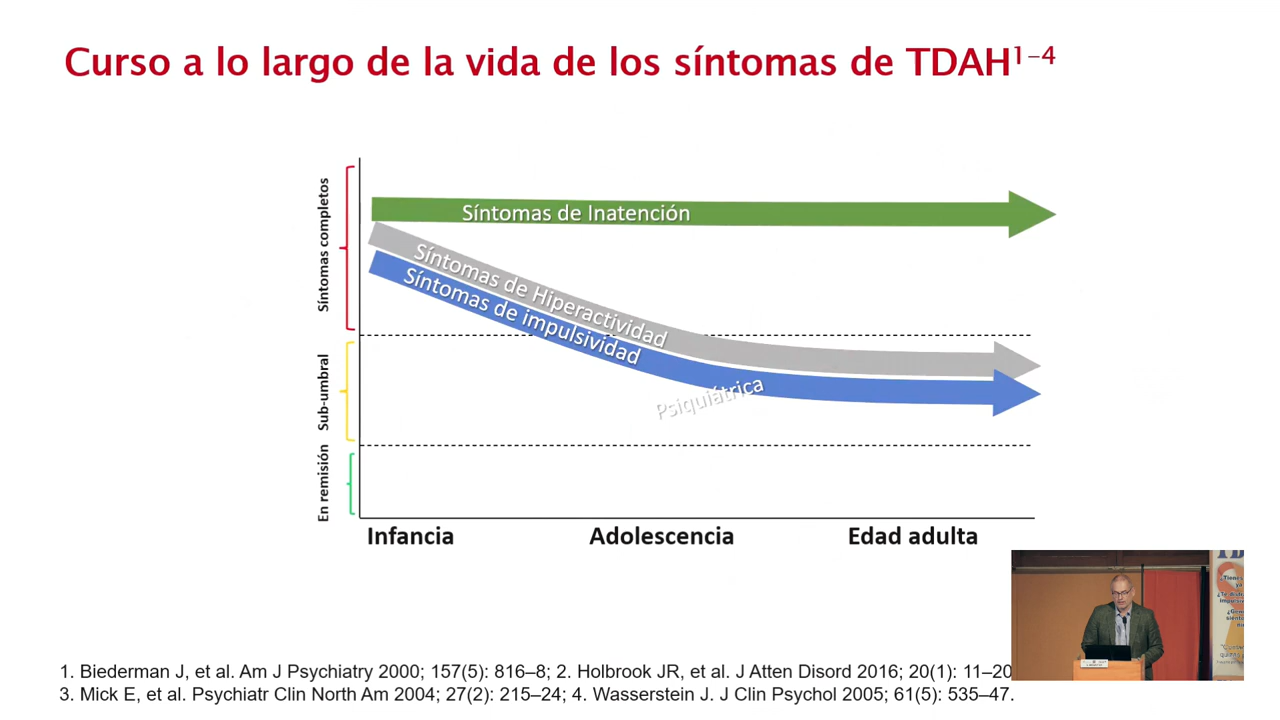 Curso a lo largo de la vida de los síntomas de TDAH1-4
Síntomas completos
Sub-umbral
En remisión
Síntomas de Inatención
Síntomas de Hiperactividad
Síntomas de impulsividad
Psiquiátrica
Infancia
Adolescencia
Edad adulta
1. Biederman J, et al. Am J Psychiatry 2000; 157(5): 816–8; 2. Holbrook JR, et al. J Atten Disord 2016; 20(1): 11–20
3. Mick E, et al. Psychiatr Clin North Am 2004; 27(2): 215–24; 4. Wasserstein J. J Clin Psychol 2005; 61(5): 535–47.
¿Tienes
ya